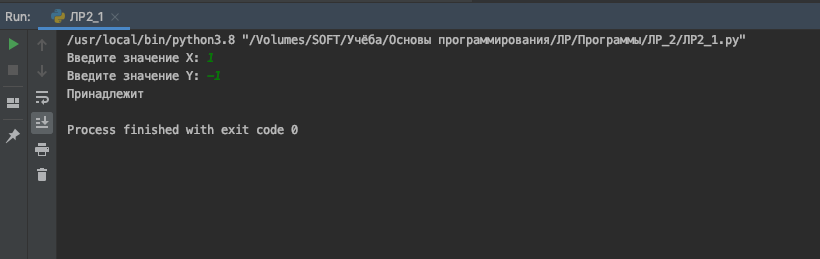 Run: ЛР2_1
/usr/local/bin/python3.8 "/Volumes/SOFT/Учёба/Основы программирования/ЛР/Программы/ЛР_2/ЛР2_1.py"
Введите значение X: 1
Введите значение Y: -1
Принадлежит
Process finished with exit code 0